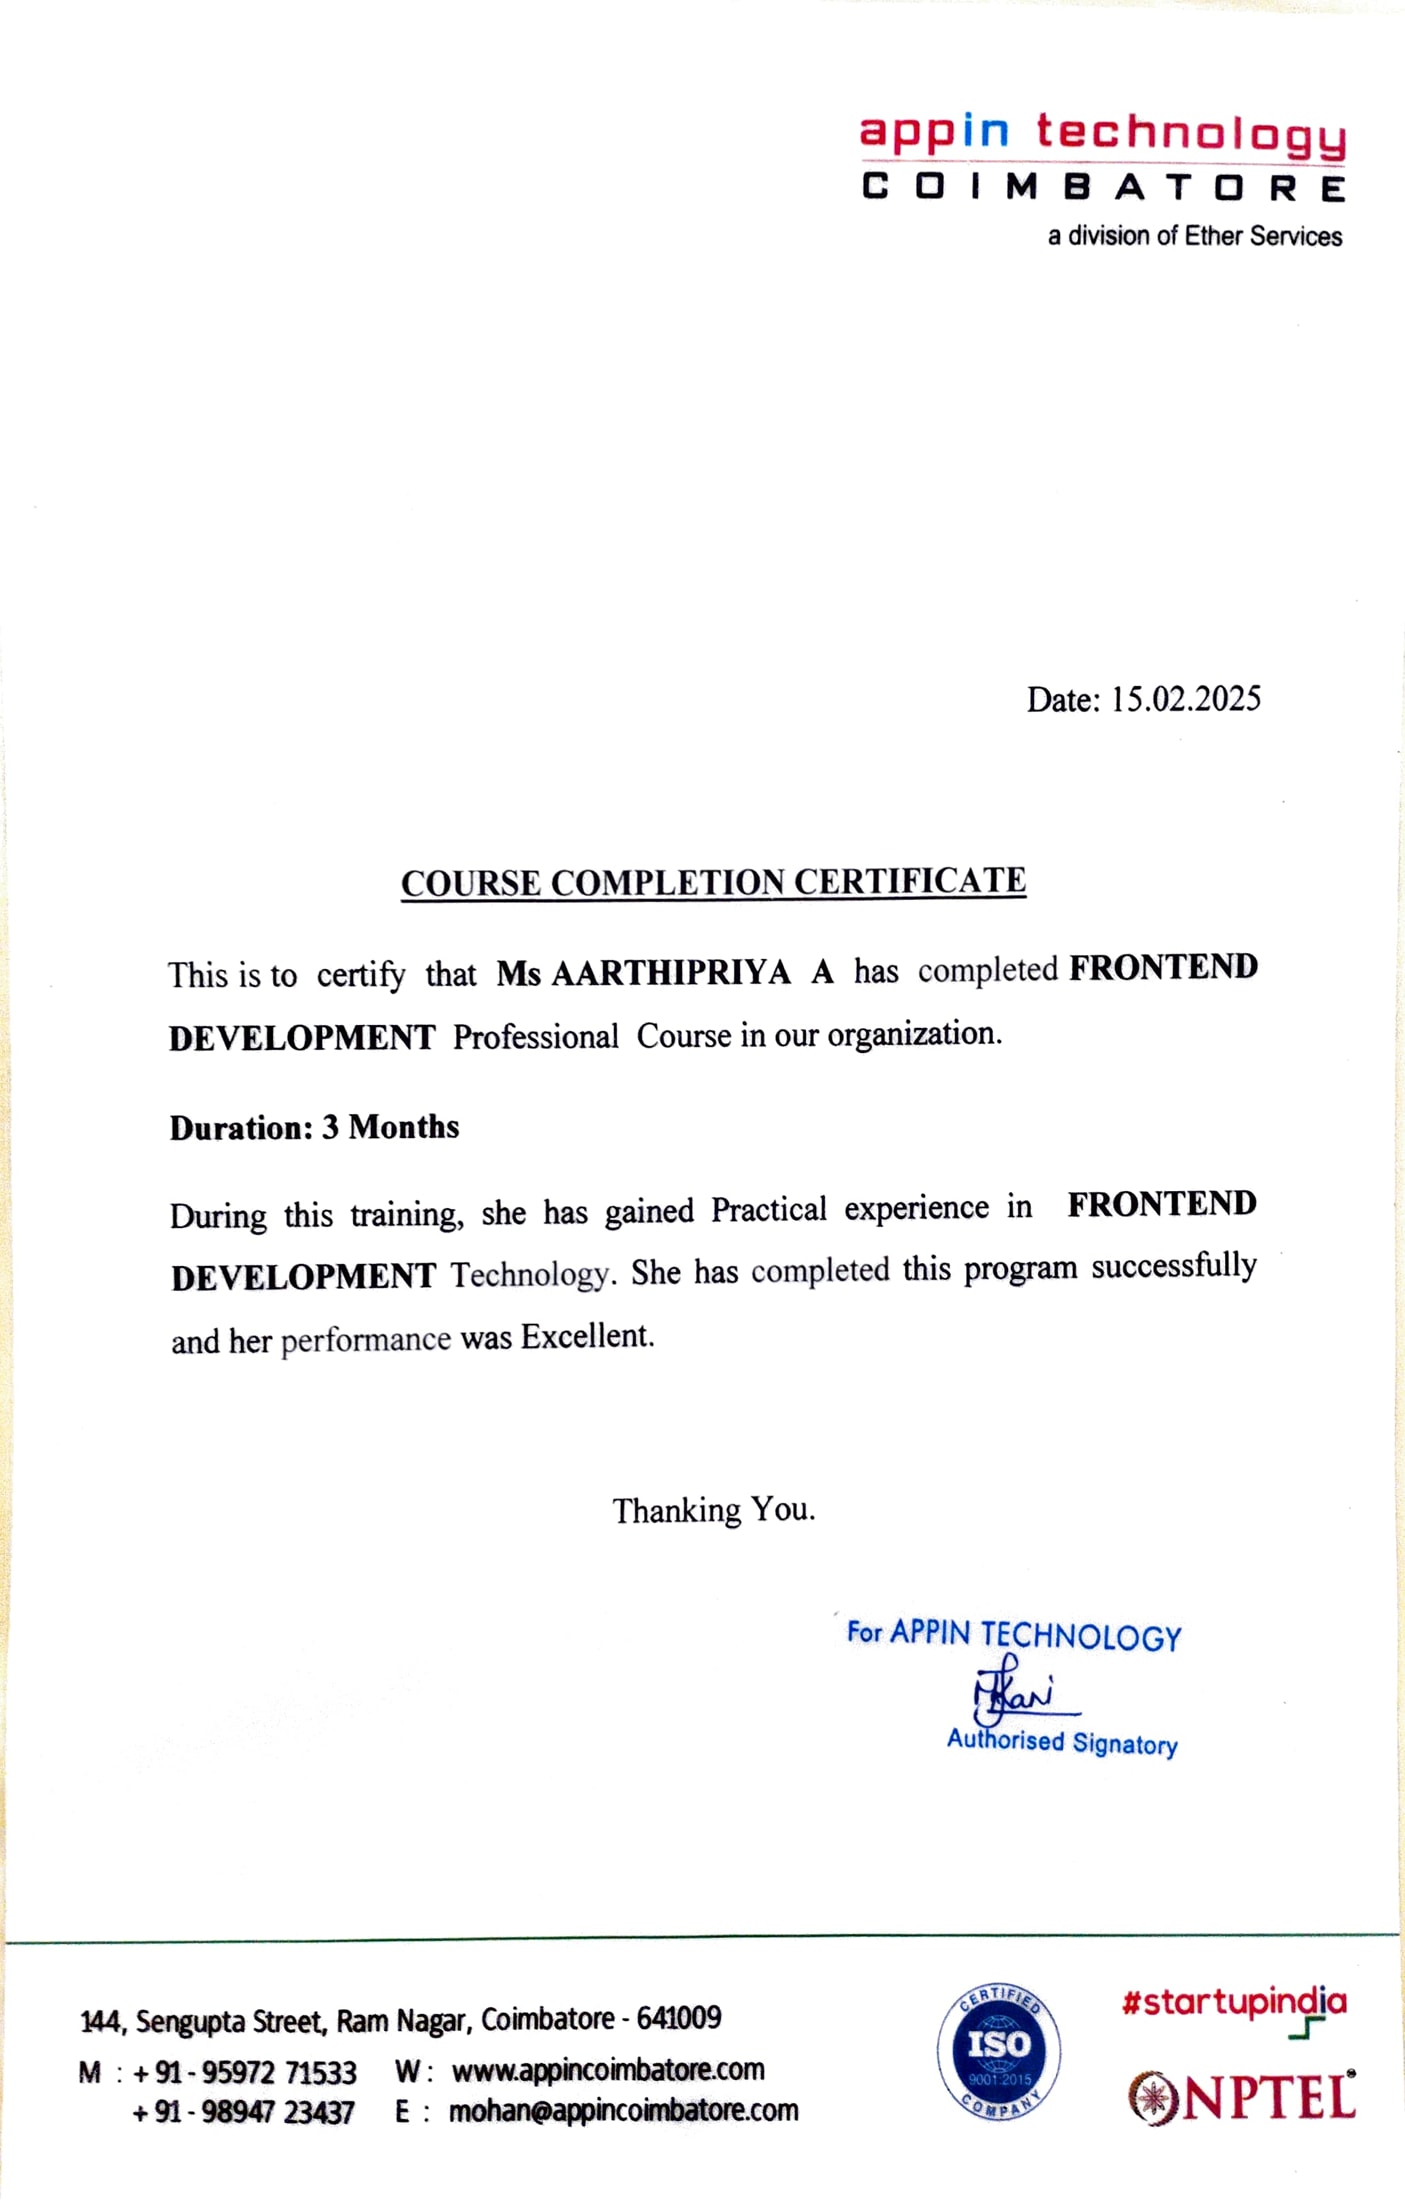 appin technology
COIMBATORE
a division of Ether Services
Date: 15.02.2025
COURSE COMPLETION CERTIFICATE
This is to certify that Ms AARTHIPRIYA A has completed FRONTEND
DEVELOPMENT Professional Course in our organization.
Duration: 3 Months
During this training, she has gained Practical experience in FRONTEND
DEVELOPMENT Technology. She has completed this program successfully
and her performance was Excellent.
Thanking You.
For APPIN TECHNOLOGY
Authorised Signatory
144, Sengupta Street, Ram Nagar, Coimbatore - 641009
M : +91-95972 71533 W : www.appincoimbatore.com
+91-98947 23437 E : mohan@appincoimbatore.com
CERTIFIED
ISO
9001:2015
COMPANY
#startupindia
NPTEL